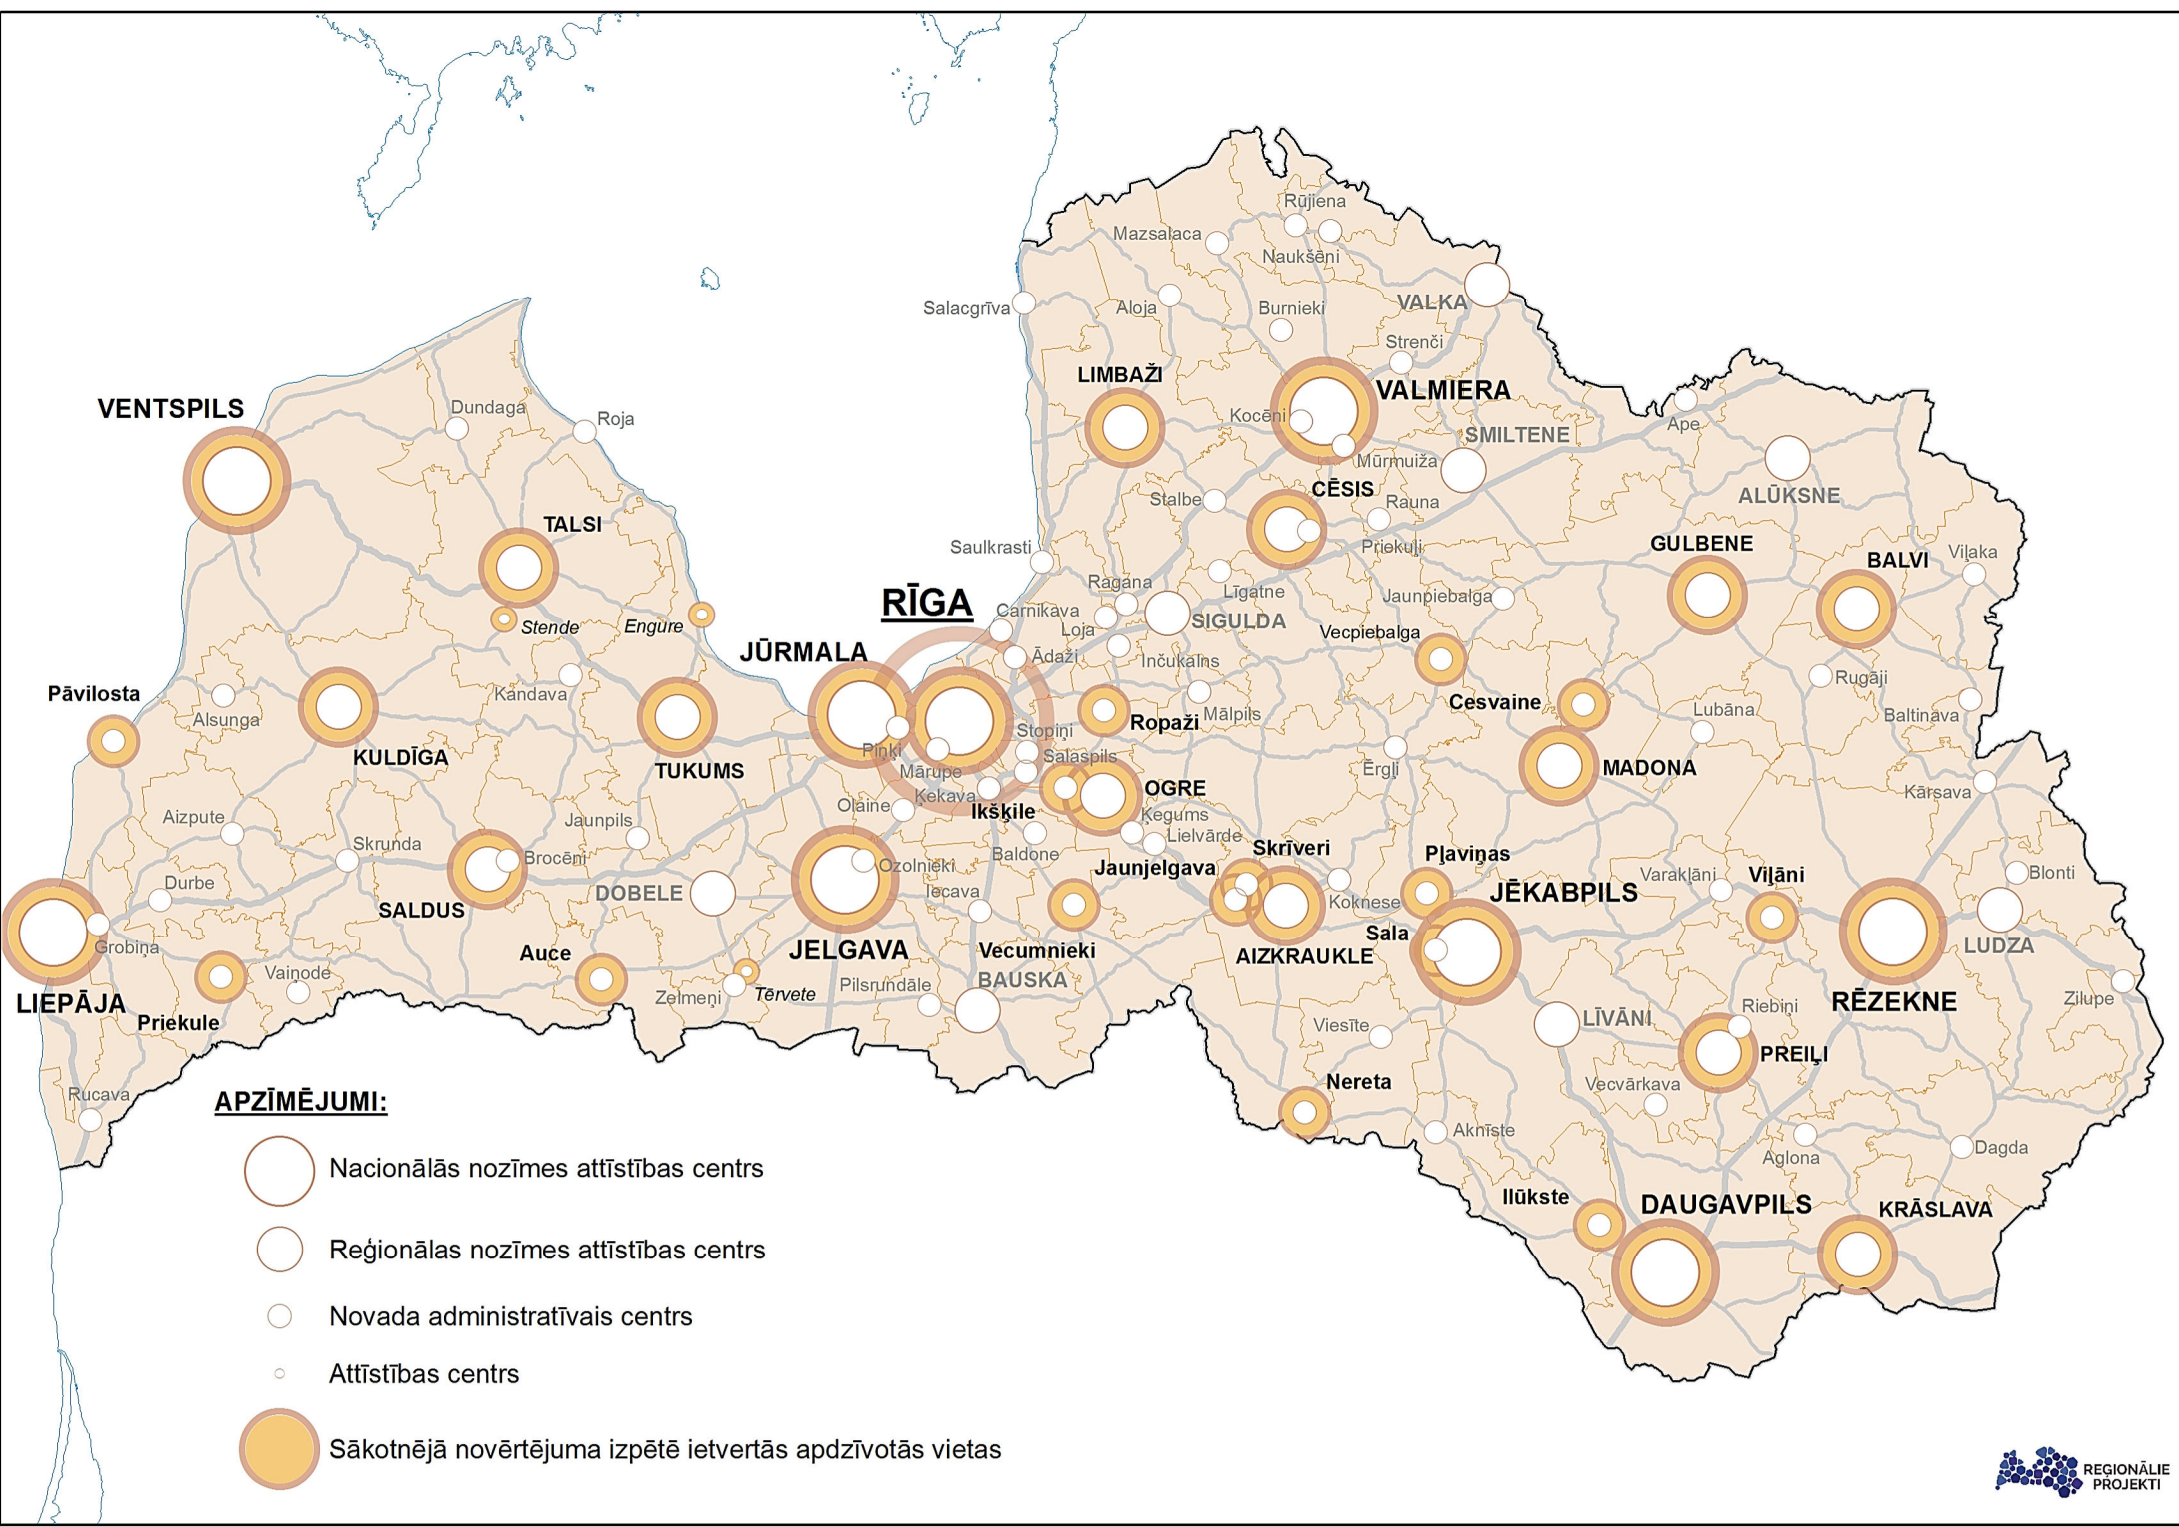 Rūjiena
Mazsalaca
Naukšēni
Salacgrīva
Aloja
Burnieki
VALKA
Strenči
LIMBAŽI
VALMIERA
Kocēni
Ape
VENTSPILS
Dundaga
Roja
SMILTENE
Mūrmuiža
CĒSIS
ALŪKSNE
Stalbe
Rauna
TALSI
Saulkrasti
Priekuļi
GULBENE
BALVI
Viļaka
Ragana
Līgatne
Jaunpiebalga
RĪGA
Carnikava
Loja
SIGULDA
Stende
Engure
Vecpiebalga
JŪRMALA
Ādaži
Inčukalns
Rugāji
Pāvilosta
Alsunga
Kandava
Cesvaine
Lubāna
Baltinava
Ropaži
Mālpils
Stopiņi
Piņķi
Salaspils
KULDĪGA
TUKUMS
Mārupe
Ērgļi
MADONA
Ķekava
OGRE
Kārsava
Olaine
Ikšķile
Ķegums
Aizpute
Jaunpils
Lielvārde
Skrunda
Brocēni
Baldone
Skrīveri
Pļaviņas
Ozolnieki
Jaunjelgava
Varakļāni
Viļāni
Blonti
Durbe
DOBELE
Iecava
Koknese
JĒKABPILS
SALDUS
Sala
Grobiņa
Auce
JELGAVA
Vecumnieki
AIZKRAUKLE
LUDZA
Vaiņode
BAUSKA
Pilsrundāle
Zelmeņi
Tērvete
LIEPĀJA
Priekule
RĒZEKNE
Zilupe
Riebiņi
LĪVĀNI
Viesīte
PREIĻI
Nereta
Vecvārkava
Rucava
Aknīste
Aglona
Dagda
Ilūkste
DAUGAVPILS
KRĀSLAVA
APZĪMĒJUMI:
Nacionālās nozīmes attīstības centrs
Reģionālas nozīmes attīstības centrs
Novada administratīvais centrs
Attīstības centrs
Sākotnējā novērtējuma izpētē ietvertās apdzīvotās vietas
REĢIONĀLIE
PROJEKTI